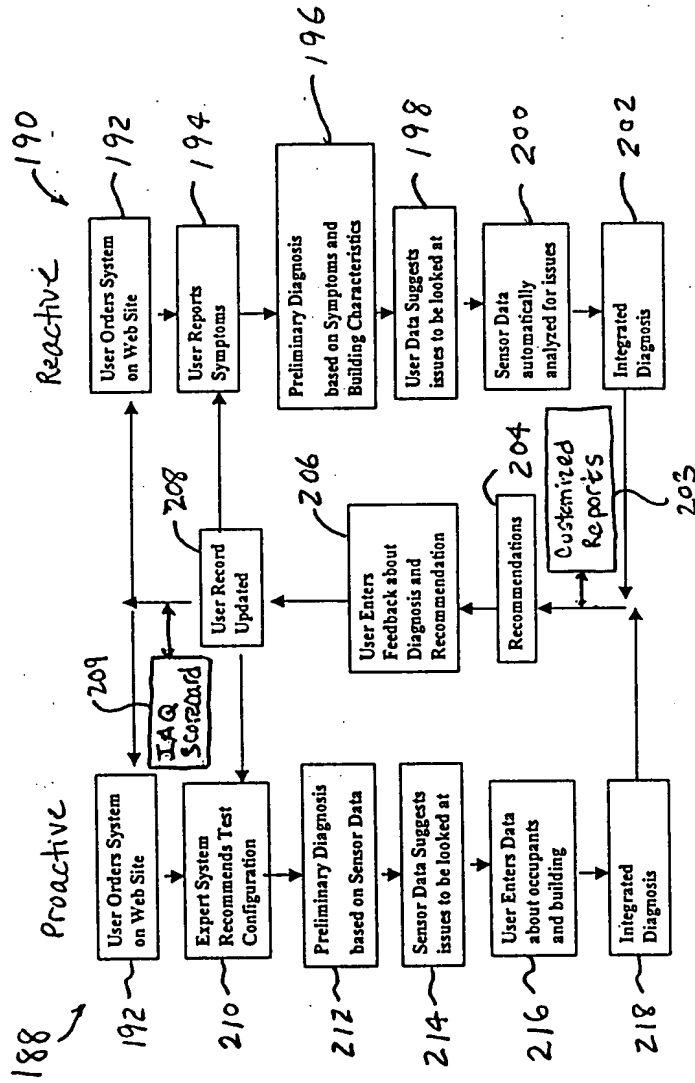 188
Proactive
Reactive
190
User Orders System
on Web Site
192
Expert System
Recommends Test
Configuration
210
Preliminary Diagnosis
based on Sensor Data
212
Sensor Data Suggests
issues to be looked at
214
User Enters Data
about occupants
and building
216
Integrated
Diagnosis
218
209
IAQ
Scorecard
User Record
Updated
208
User Enters
Feedback about
Diagnosis and
Recommendation
206
Recommendations
204
Customized
Reports
203
User Orders System
on Web Site
192
User Reports
Symptoms
194
Preliminary Diagnosis
based on Symptoms and
Building Characteristics
196
User Data Suggests
issues to be looked at
198
Sensor Data
automatically
analyzed for issues
200
Integrated
Diagnosis
202